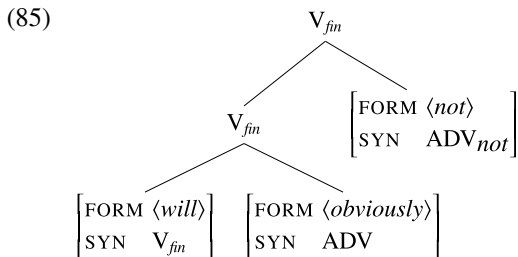 (85)
V_fin
V_fin
[FORM ⟨not⟩
SYN ADV_not]
[FORM ⟨will⟩
SYN V_fin]
[FORM ⟨obviously⟩
SYN ADV]